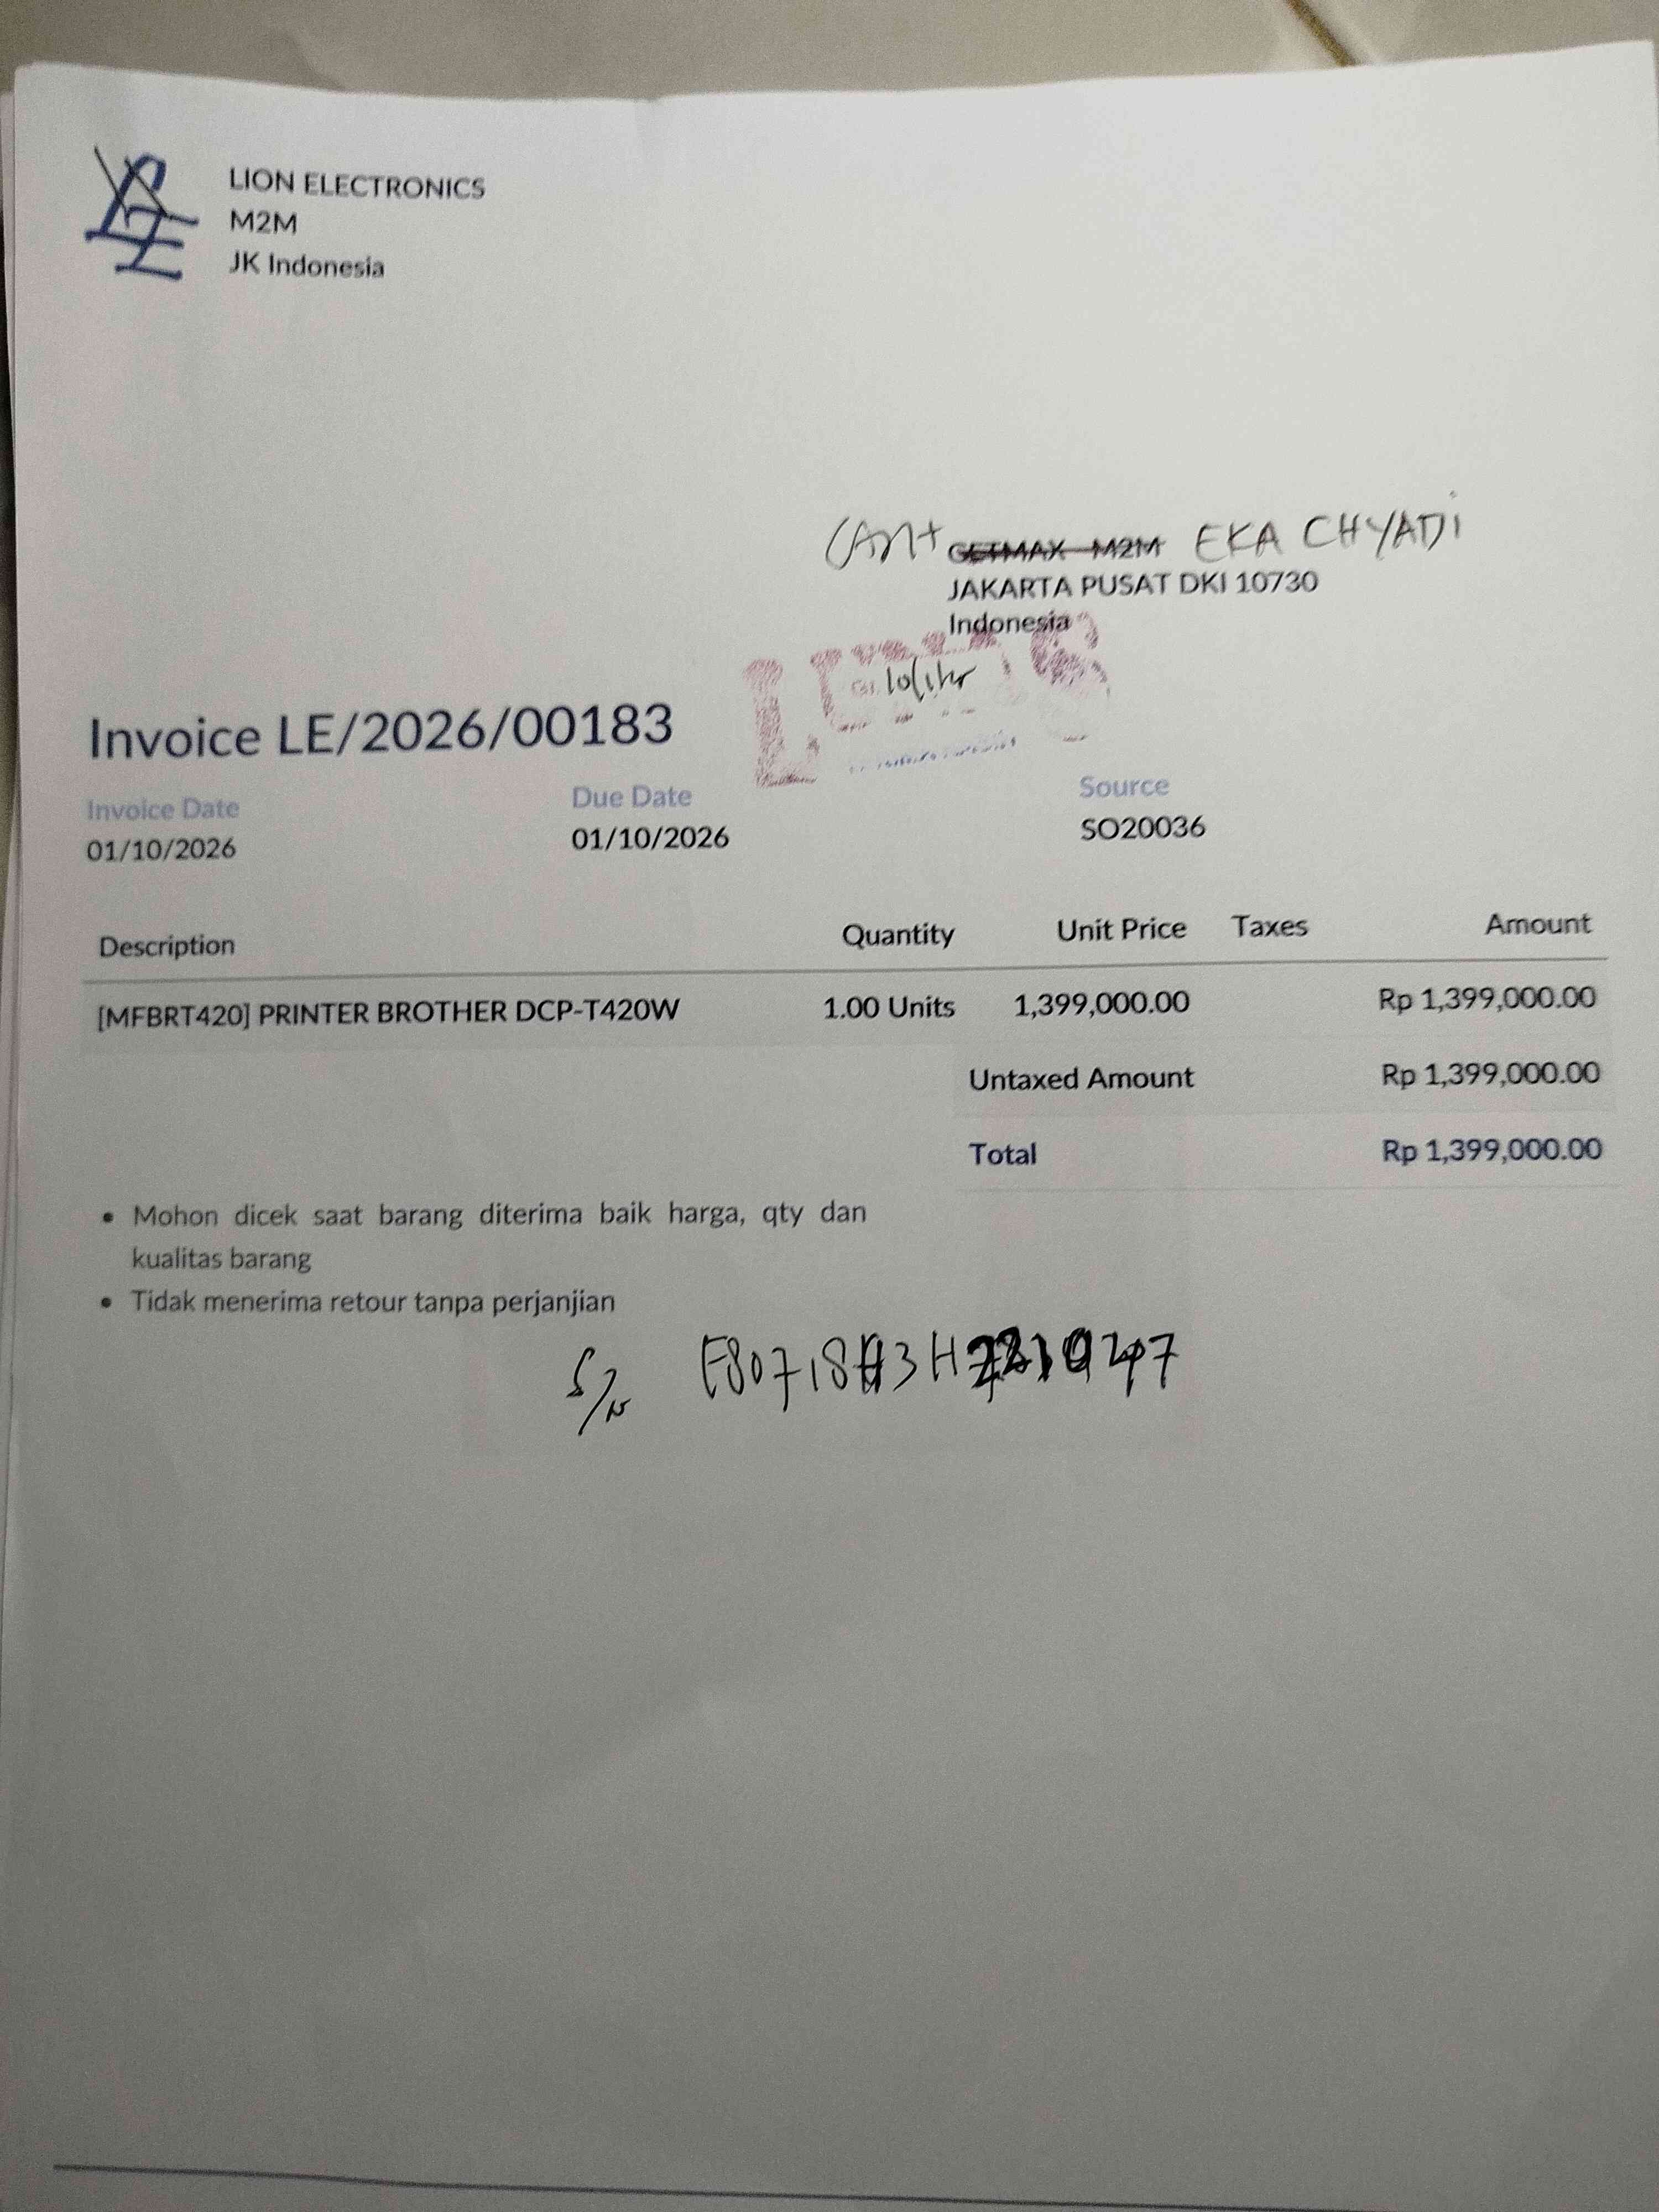 LION ELECTRONICS
M2M
JK Indonesia
GETMAX M2M EKA CHYADI
JAKARTA PUSAT DKI 10730
Indonesia
LUNAS
Invoice LE/2026/00183
Invoice Date Due Date Source
01/10/2026 01/10/2026 SO20036
Description Quantity Unit Price Taxes Amount
[MFBRT420] PRINTER BROTHER DCP-T420W 1.00 Units 1,399,000.00 Rp 1,399,000.00
Untaxed Amount Rp 1,399,000.00
Total Rp 1,399,000.00
• Mohon dicek saat barang diterima baik harga, qty dan
kualitas barang
• Tidak menerima retour tanpa perjanjian
S/N